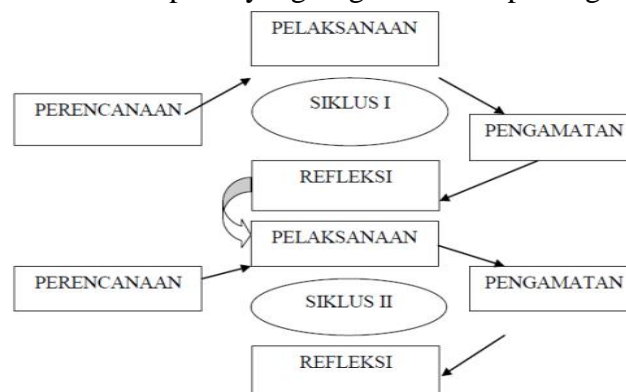 PELAKSANAAN
PERENCANAAN
SIKLUS I
PENGAMATAN
REFLEKSI
PELAKSANAAN
PERENCANAAN
SIKLUS II
PENGAMATAN
REFLEKSI